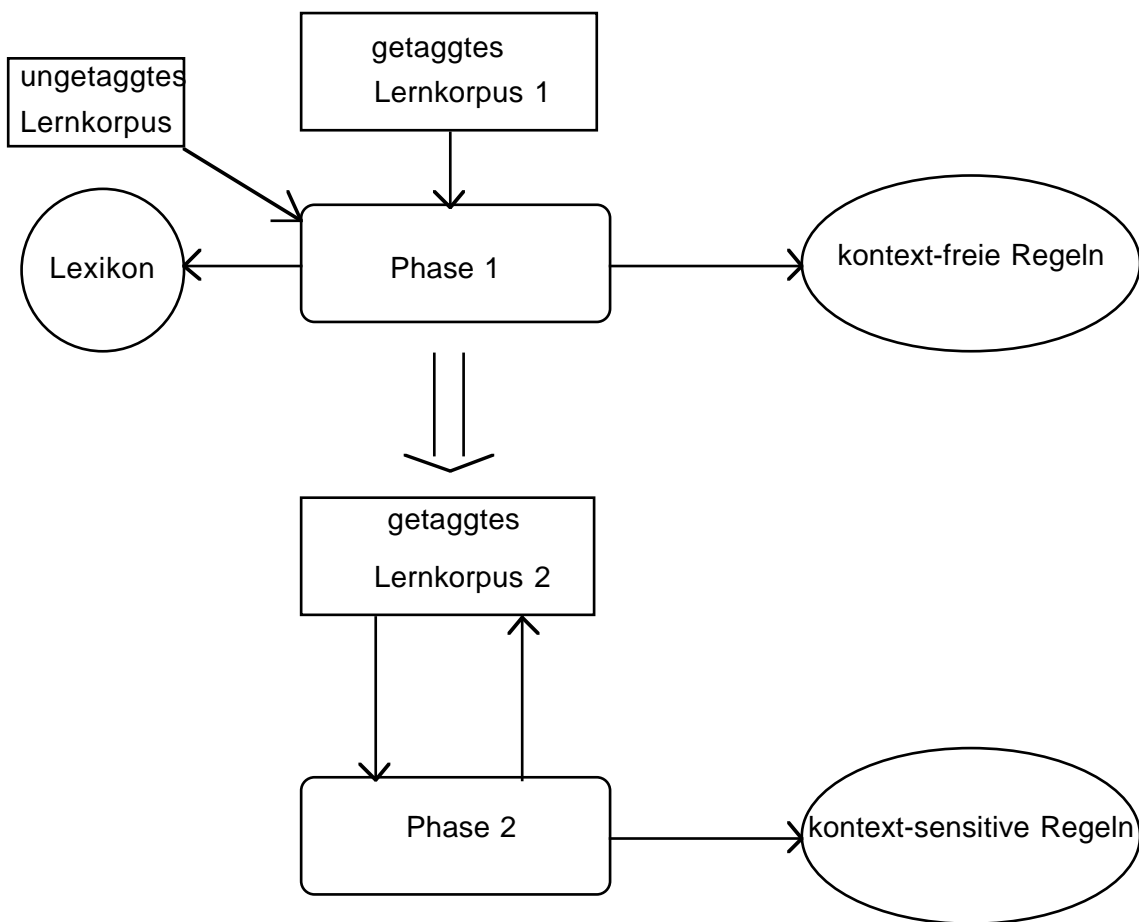 getaggtes
Lernkorpus 1
ungetaggtes
Lernkorpus
Lexikon
Phase 1
kontext-freie Regeln
getaggtes
Lernkorpus 2
Phase 2
kontext-sensitive Regeln